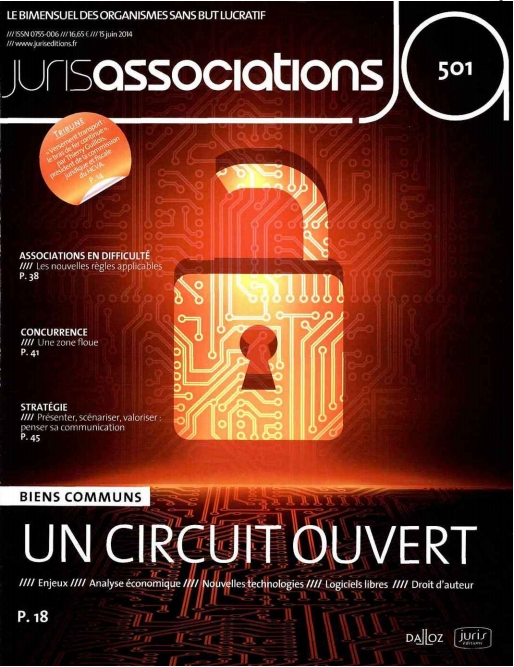 LE BIMENSUEL DES ORGANISMES SANS BUT LUCRATIF
/// ISSN 0755-006 /// 16,65 € /// 15 juin 2014
/// www.juriseditions.fr
jurisassociations
ja
501
TRIBUNE
« Versement transport :
le bras de fer continue »,
par Thierry Guillois,
président de la commission
juridique et fiscale
du HCVA
P. 14
ASSOCIATIONS EN DIFFICULTÉ
//// Les nouvelles règles applicables
P. 38
CONCURRENCE
//// Une zone floue
P. 41
STRATÉGIE
//// Présenter, scénariser, valoriser :
penser sa communication
P. 45
BIENS COMMUNS
UN CIRCUIT OUVERT
//// Enjeux //// Analyse économique //// Nouvelles technologies //// Logiciels libres //// Droit d'auteur
P. 18
DALLOZ
juris
éditions